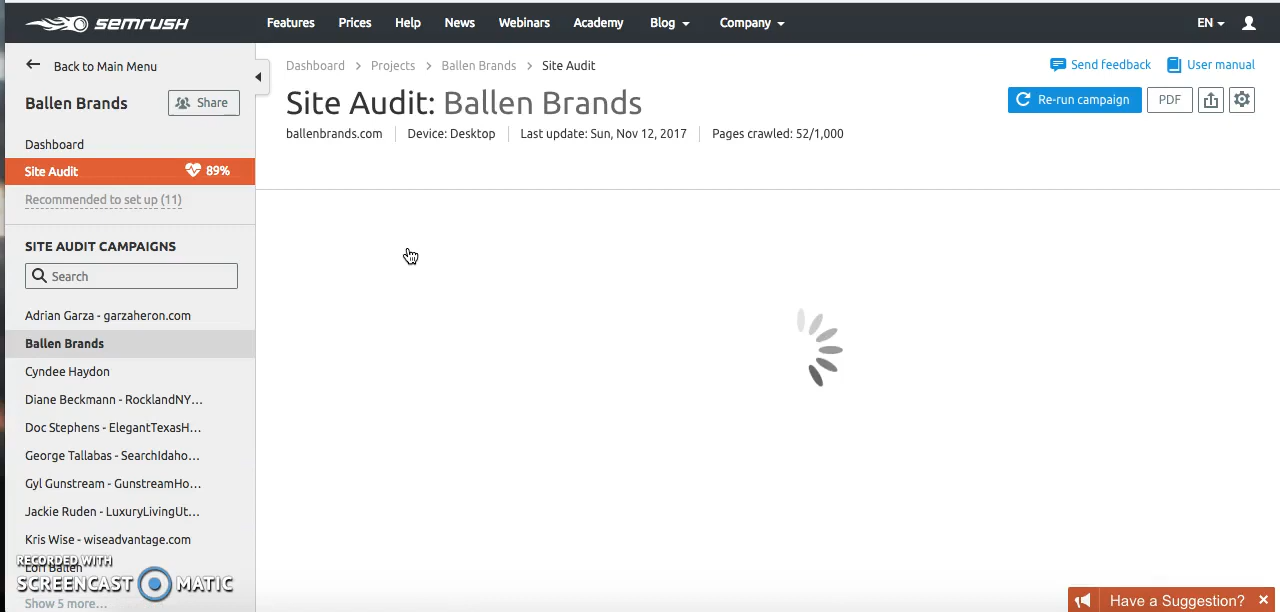 SEMRUSH Features Prices Help News Webinars Academy Blog Company EN
Back to Main Menu
Dashboard > Projects > Ballen Brands > Site Audit
Send feedback User manual
Ballen Brands Share
Site Audit: Ballen Brands
Re-run campaign PDF
ballenbrands.com Device: Desktop Last update: Sun, Nov 12, 2017 Pages crawled: 52/1,000
Dashboard
Site Audit 89%
Recommended to set up (11)
SITE AUDIT CAMPAIGNS
Search
Adrian Garza - garzaheron.com
Ballen Brands
Cyndee Haydon
Diane Beckmann - RocklandNY...
Doc Stephens - ElegantTexasH...
George Tallabas - SearchIdaho...
Gyl Gunstream - GunstreamHo...
Jackie Ruden - LuxuryLivingUt...
Kris Wise - wiseadvantage.com
RECORDED WITH
Lori Ballen
SCREENCAST MATIC
Show 5 more...
Have a Suggestion? ×